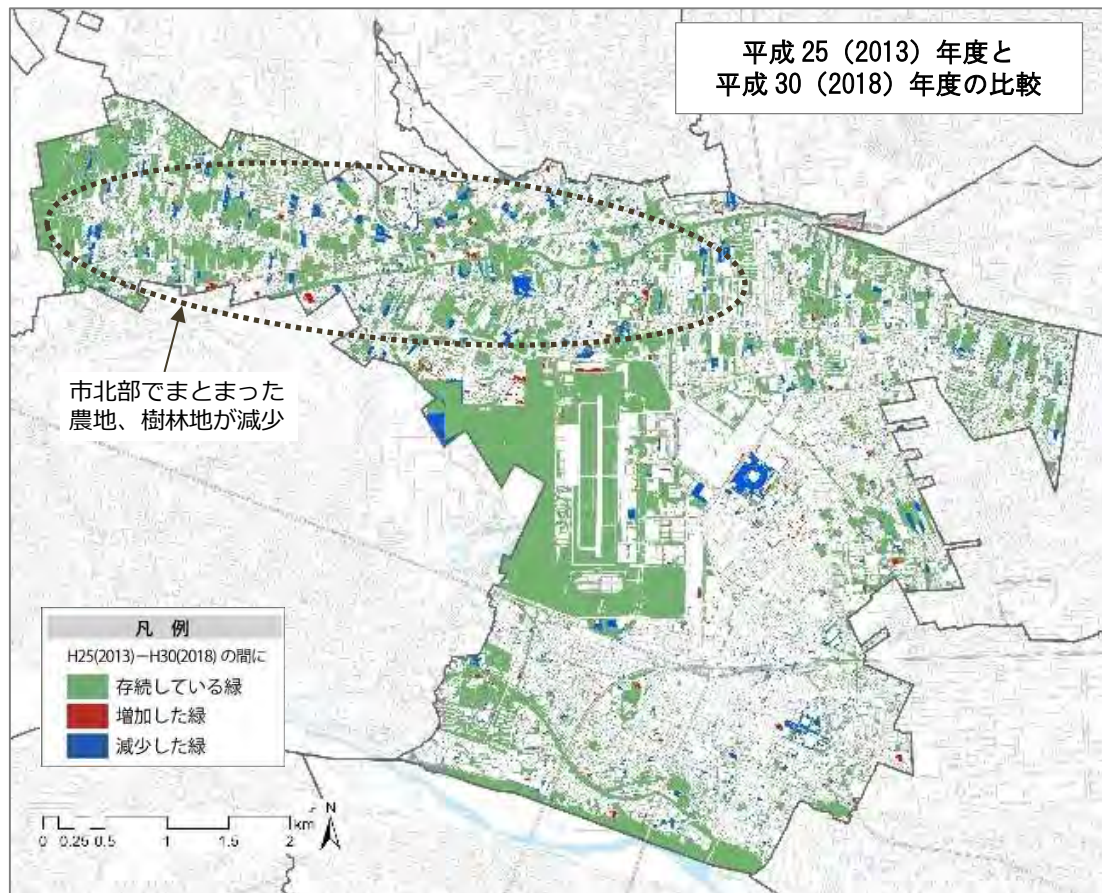 平成 25（2013）年度と
平成 30（2018）年度の比較
市北部でまとまった
農地、樹林地が減少
凡 例
H25(2013)－H30(2018) の間に
存続している緑
増加した緑
減少した緑
N
km
0 0.25 0.5 1 1.5 2